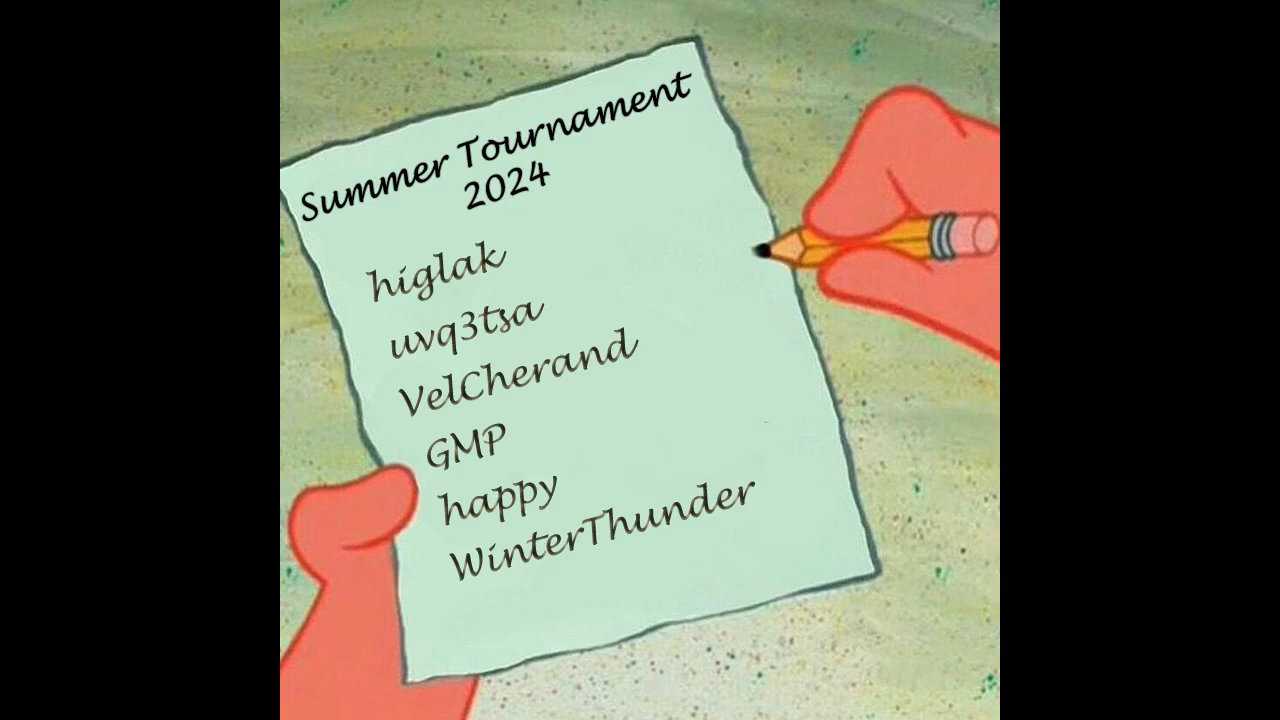 Summer Tournament
2024
higlak
uvq3tsa
VelCherand
GMP
happy
WinterThunder